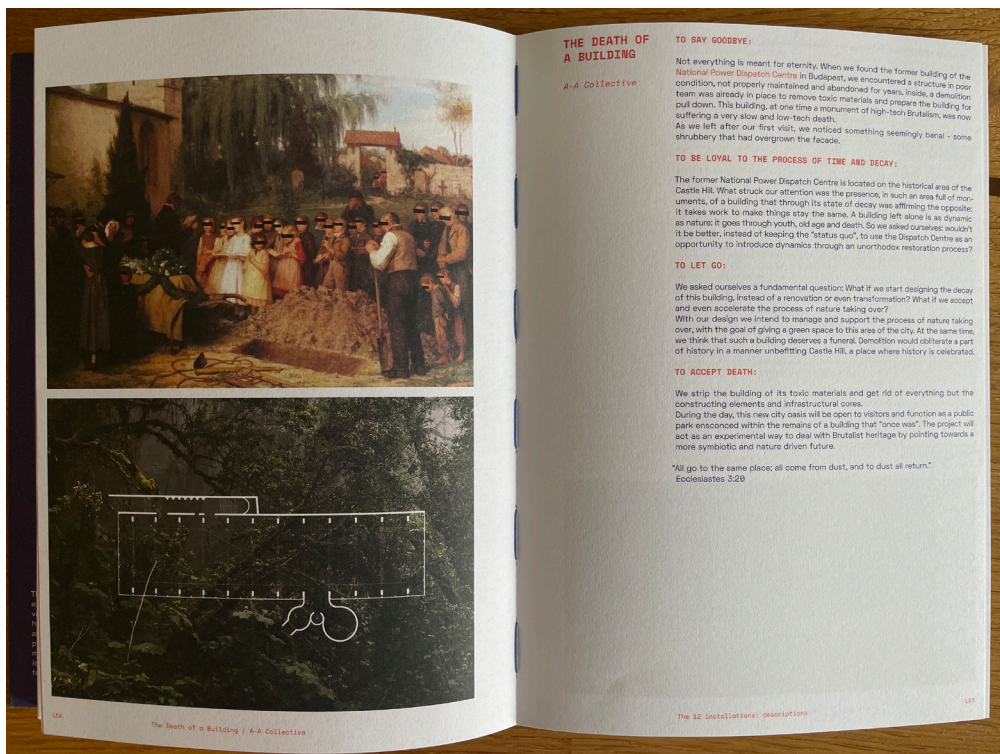 THE DEATH OF
A BUILDING
A-A Collective
TO SAY GOODBYE:
Not everything is meant for eternity. When we found the former building of the
National Power Dispatch Centre in Budapest, we encountered a structure in poor
condition, not properly maintained and abandoned for years. Inside, a demolition
team was already in place to remove toxic materials and prepare the building for
pull down. This building, at one time a monument of high-tech Brutalism, was now
suffering a very slow and low-tech death.
As we left after our first visit, we noticed something seemingly banal - some
shrubbery that had overgrown the facade.
TO BE LOYAL TO THE PROCESS OF TIME AND DECAY:
The former National Power Dispatch Centre is located on the historical area of the
Castle Hill. What struck our attention was the presence, in such an area full of mon-
uments, of a building that through its state of decay was affirming the opposite:
it takes work to make things stay the same. A building left alone is as dynamic
as nature: it goes through youth, old age and death. So we asked ourselves: wouldn't
it be better, instead of keeping the "status quo", to use the Dispatch Centre as an
opportunity to introduce dynamics through an unorthodox restoration process?
TO LET GO:
We asked ourselves a fundamental question: What if we start designing the decay
of this building, instead of a renovation or even transformation? What if we accept
and even accelerate the process of nature taking over?
With our design we intend to manage and support the process of nature taking
over, with the goal of giving a green space to this area of the city. At the same time,
we think that such a building deserves a funeral. Demolition would obliterate a part
of history in a manner unbefitting Castle Hill, a place where history is celebrated.
TO ACCEPT DEATH:
We strip the building of its toxic materials and get rid of everything but the
constructing elements and infrastructural cores.
During the day, this new city oasis will be open to visitors and function as a public
park ensconced within the remains of a building that "once was". The project will
act as an experimental way to deal with Brutalist heritage by pointing towards a
more symbiotic and nature driven future.
"All go to the same place; all come from dust, and to dust all return."
Ecclesiastes 3:20
The Death of a Building / A-A Collective
The 12 installations: descriptions